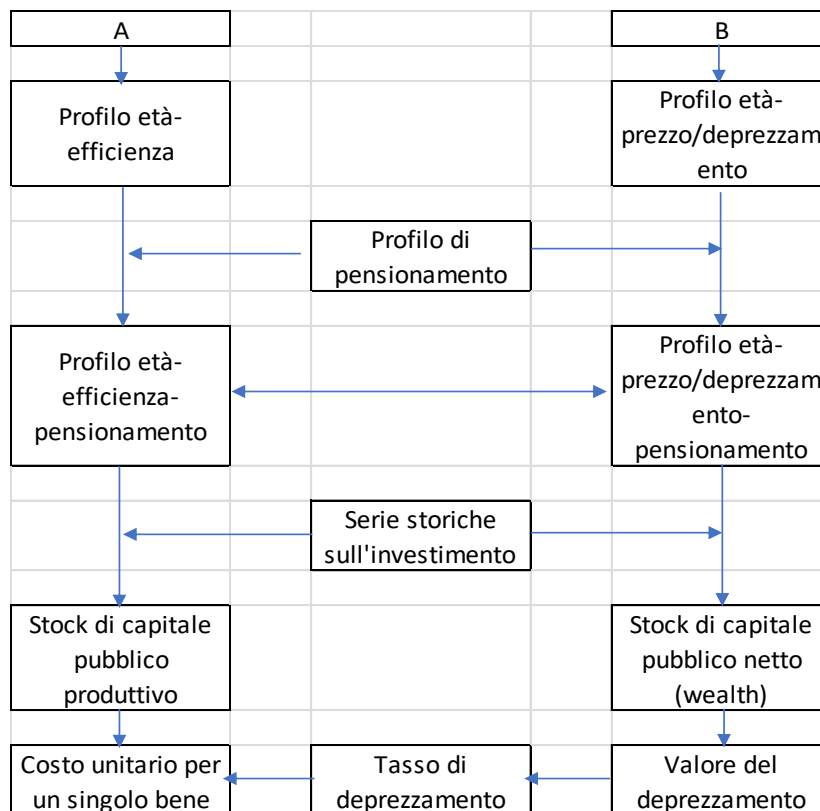 A
B
Profilo età-
efficienza
Profilo età-
prezzo/deprezzam
ento
Profilo di
pensionamento
Profilo età-
efficienza-
pensionamento
Profilo età-
prezzo/deprezzam
ento-
pensionamento
Serie storiche
sull'investimento
Stock di capitale
pubblico
produttivo
Stock di capitale
pubblico netto
(wealth)
Costo unitario per
un singolo bene
Tasso di
deprezzamento
Valore del
deprezzamento